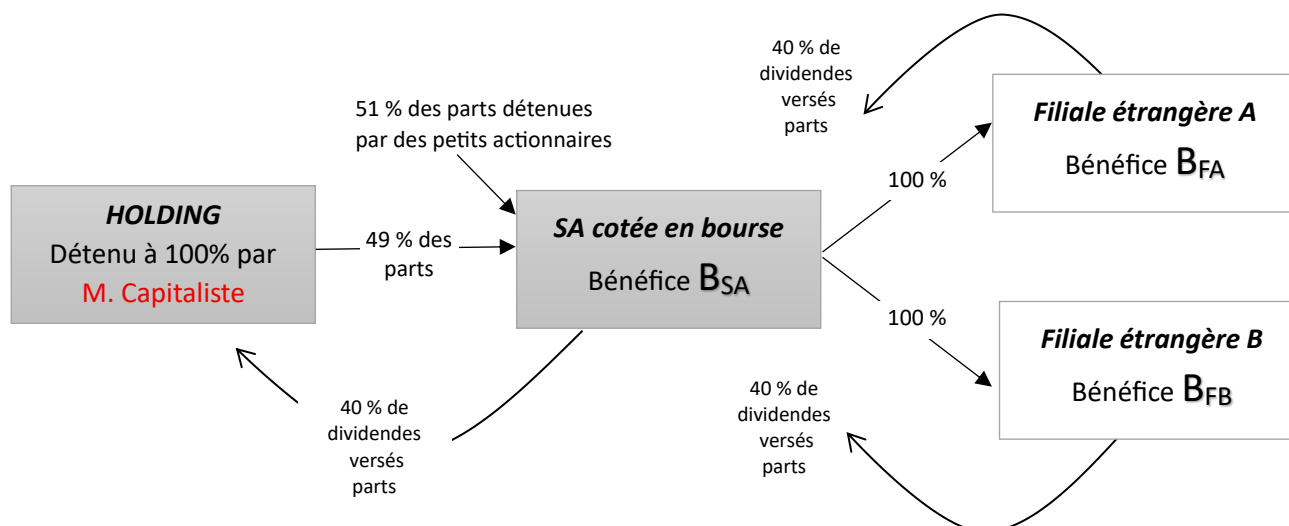 40 % de
dividendes
versés
parts
51 % des parts détenues
par des petits actionnaires
HOLDING
Détenu à 100% par
M. Capitaliste
49 % des
parts
SA cotée en bourse
Bénéfice BSA
100 %
100 %
Filiale étrangère A
Bénéfice BFA
Filiale étrangère B
Bénéfice BFB
40 % de
dividendes
versés
parts
40 % de
dividendes
versés
parts